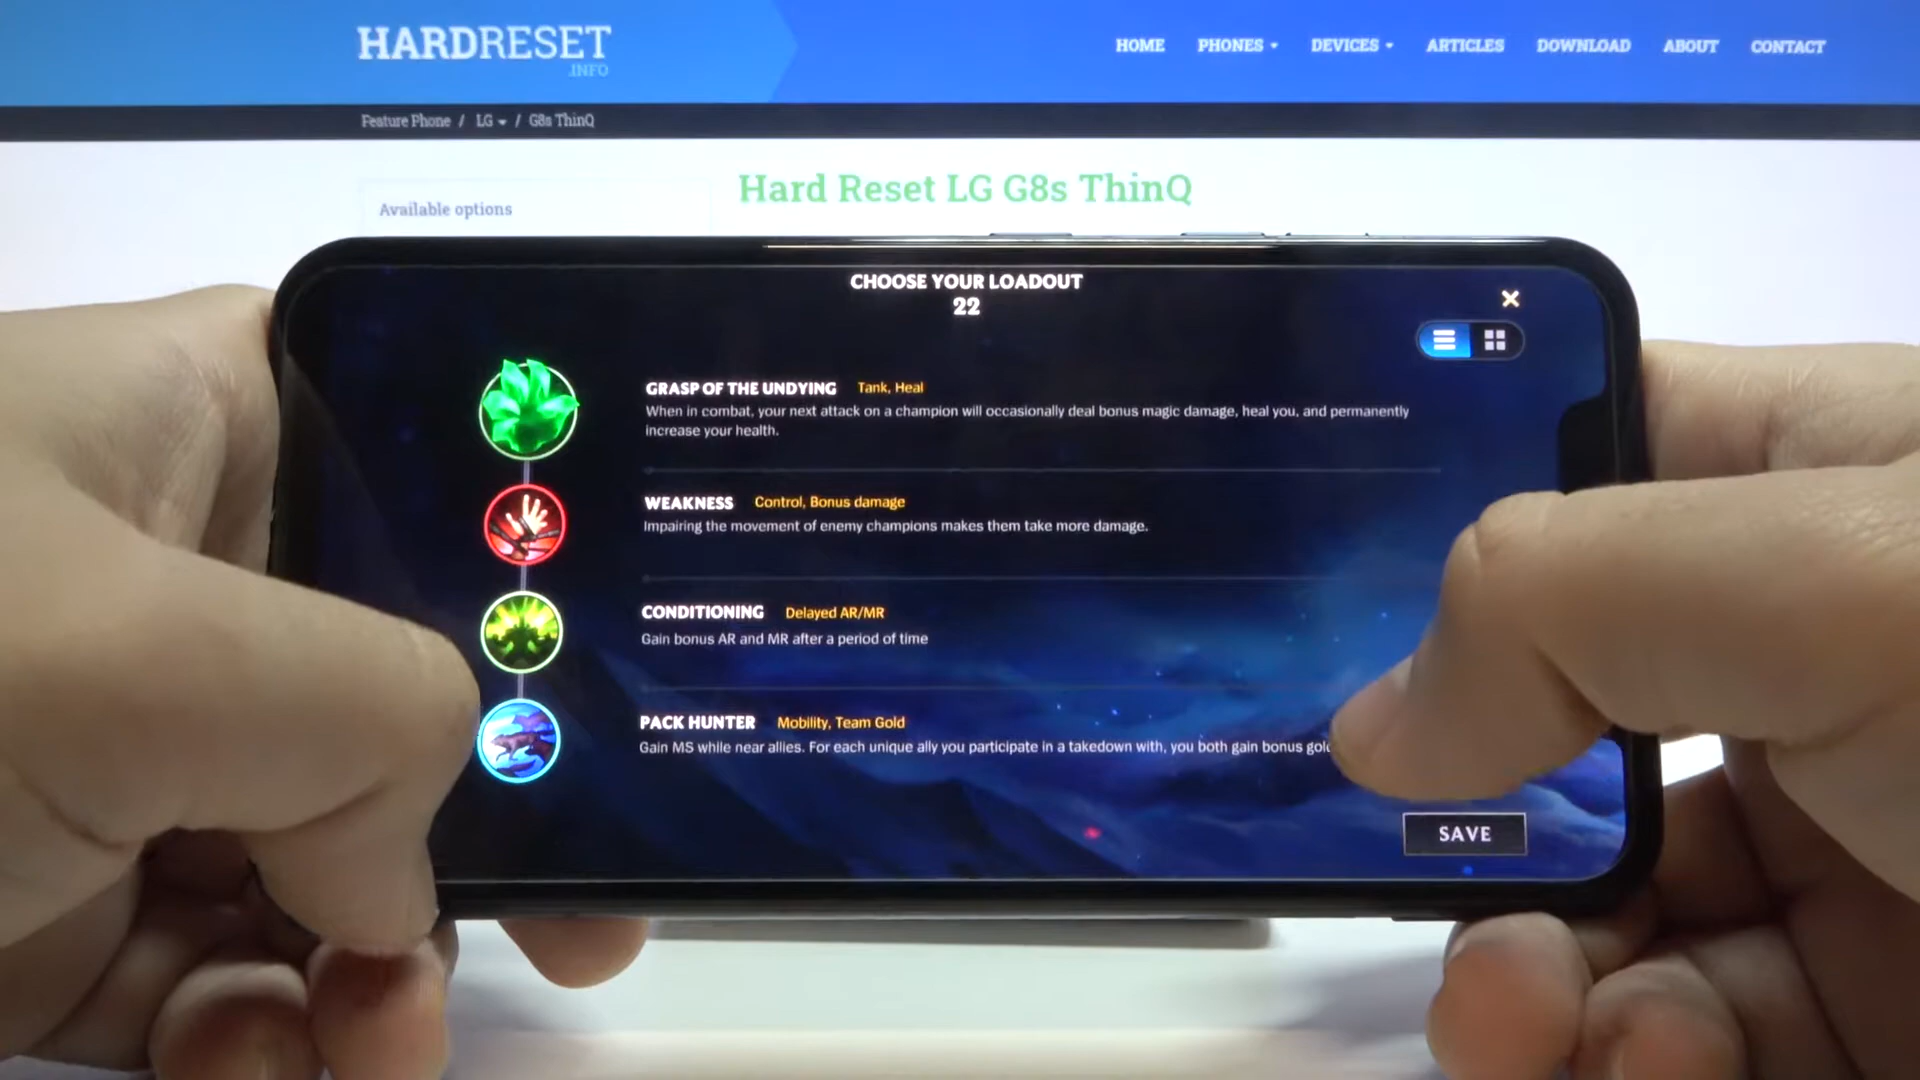 HARDRESET
.INFO
HOME PHONES DEVICES ARTICLES DOWNLOAD ABOUT CONTACT
Feature Phone / LG / G8s ThinQ
Hard Reset LG G8s ThinQ
Available options
CHOOSE YOUR LOADOUT
22
GRASP OF THE UNDYING Tank, Heal
When in combat, your next attack on a champion will occasionally deal bonus magic damage, heal you, and permanently
increase your health.
WEAKNESS Control, Bonus damage
Impairing the movement of enemy champions makes them take more damage.
CONDITIONING Delayed AR/MR
Gain bonus AR and MR after a period of time
PACK HUNTER Mobility, Team Gold
Gain MS while near allies. For each unique ally you participate in a takedown with, you both gain bonus gold
SAVE